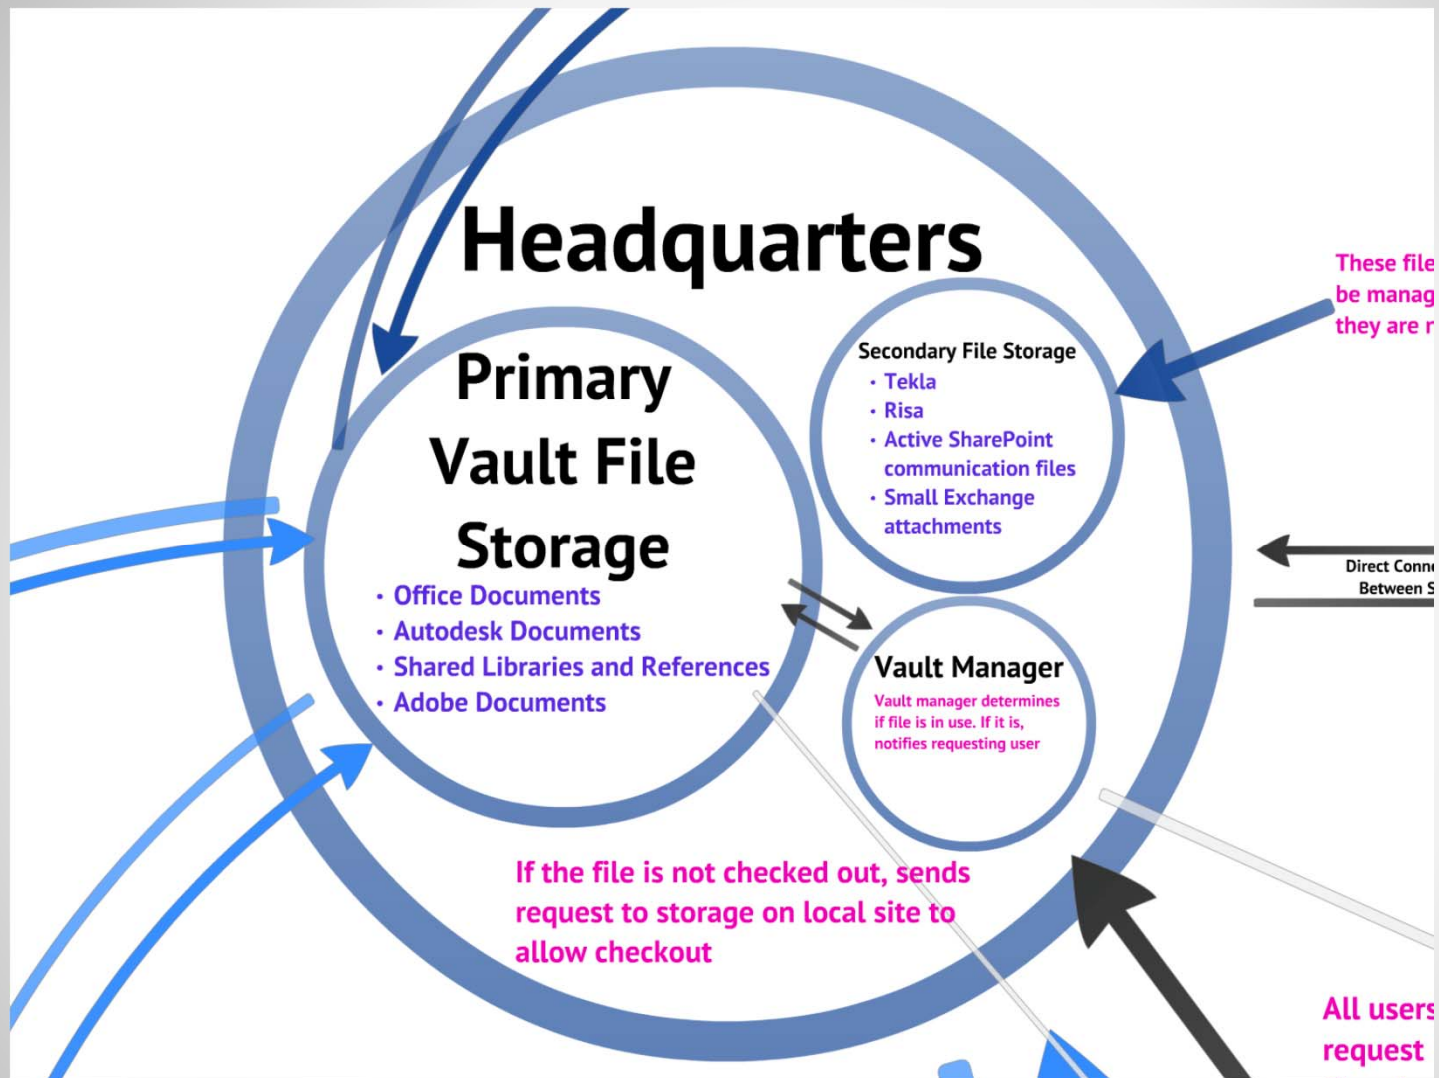 Headquarters
Primary
Vault File
Storage
• Office Documents
• Autodesk Documents
• Shared Libraries and References
• Adobe Documents
Secondary File Storage
• Tekla
• Risa
• Active SharePoint
communication files
• Small Exchange
attachments
Vault Manager
Vault manager determines
if file is in use. If it is,
notifies requesting user
If the file is not checked out, sends
request to storage on local site to
allow checkout
These file
be manag
they are
Direct Conne
Between S
All users
request